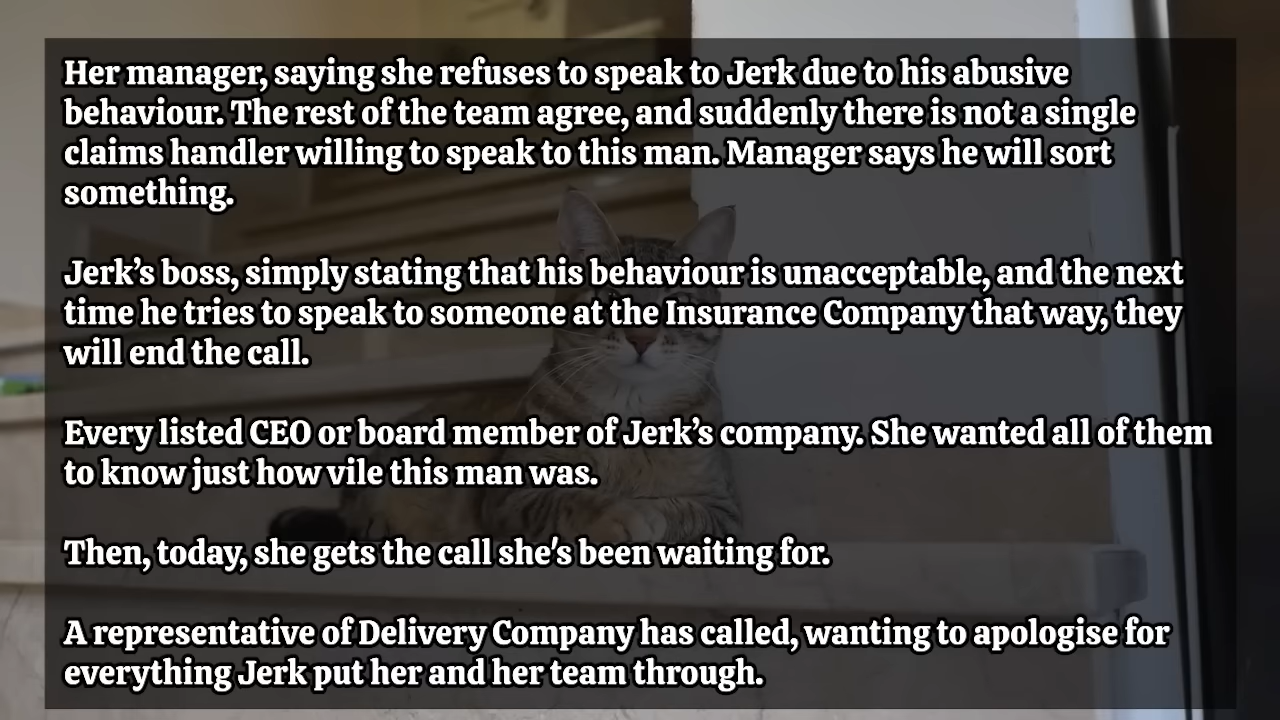 Her manager, saying she refuses to speak to Jerk due to his abusive
behaviour. The rest of the team agree, and suddenly there is not a single
claims handler willing to speak to this man. Manager says he will sort
something.
Jerk’s boss, simply stating that his behaviour is unacceptable, and the next
time he tries to speak to someone at the Insurance Company that way, they
will end the call.
Every listed CEO or board member of Jerk’s company. She wanted all of them
to know just how vile this man was.
Then, today, she gets the call she's been waiting for.
A representative of Delivery Company has called, wanting to apologise for
everything Jerk put her and her team through.